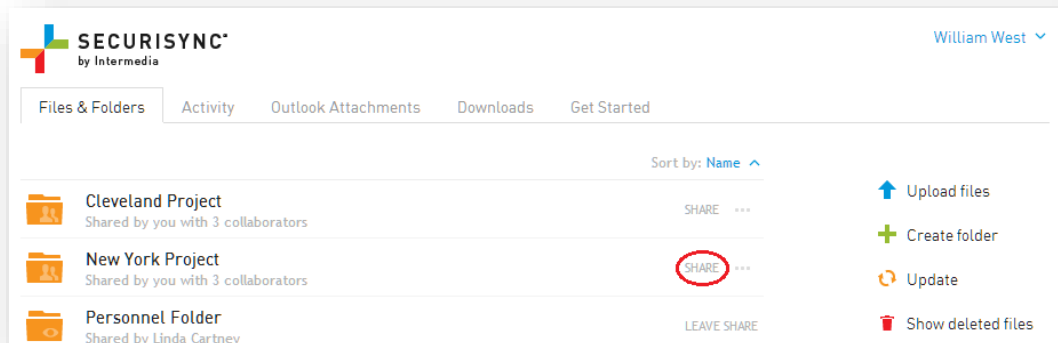 SECURISYNC
by Intermedia
William West
Files & Folders Activity Outlook Attachments Downloads Get Started
Sort by: Name
Cleveland Project
Shared by you with 3 collaborators
SHARE
New York Project
Shared by you with 3 collaborators
SHARE
Personnel Folder
Shared by Linda Cartney
LEAVE SHARE
Upload files
Create folder
Update
Show deleted files